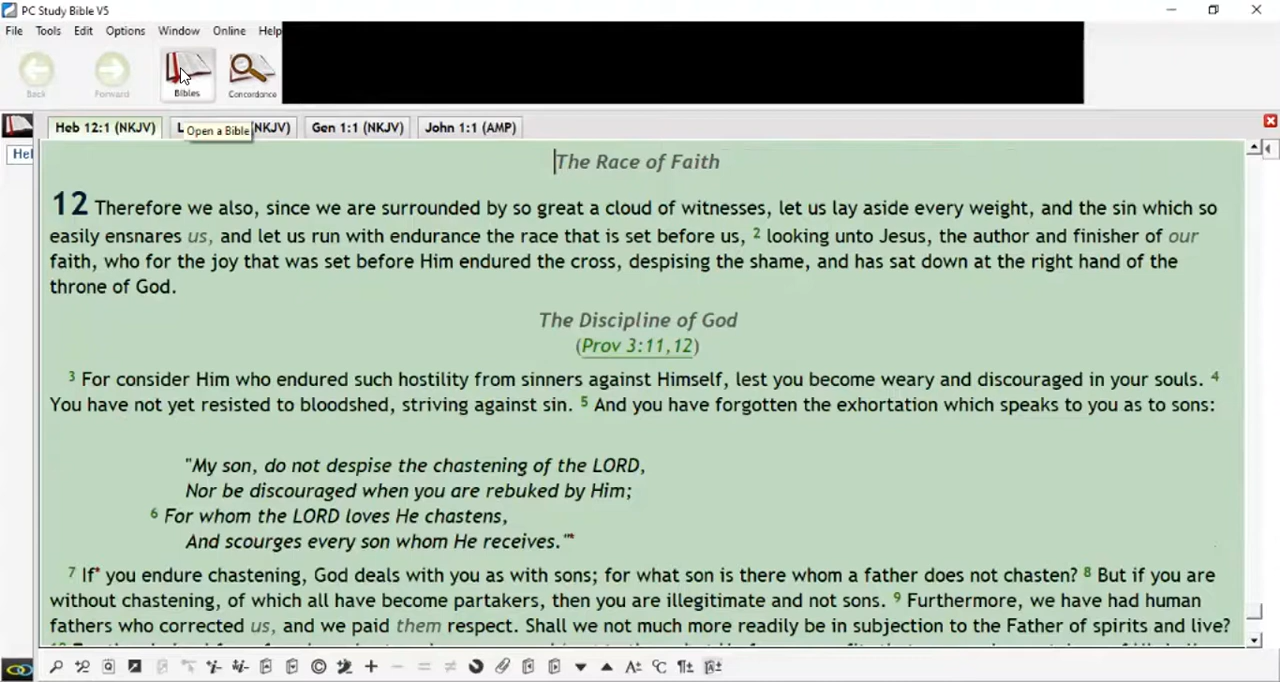 PC Study Bible V5
File Tools Edit Options Window Online Help
Back Forward Bibles Concordance
Heb 12:1 (NKJV) L NKJV) Gen 1:1 (NKJV) John 1:1 (AMP)
Open a Bible
Hel
The Race of Faith
12 Therefore we also, since we are surrounded by so great a cloud of witnesses, let us lay aside every weight, and the sin which so
easily ensnares us, and let us run with endurance the race that is set before us, 2 looking unto Jesus, the author and finisher of our
faith, who for the joy that was set before Him endured the cross, despising the shame, and has sat down at the right hand of the
throne of God.
The Discipline of God
(Prov 3:11,12)
3 For consider Him who endured such hostility from sinners against Himself, lest you become weary and discouraged in your souls. 4
You have not yet resisted to bloodshed, striving against sin. 5 And you have forgotten the exhortation which speaks to you as to sons:
"My son, do not despise the chastening of the LORD,
Nor be discouraged when you are rebuked by Him;
6 For whom the LORD loves He chastens,
And scourges every son whom He receives."*
7 If* you endure chastening, God deals with you as with sons; for what son is there whom a father does not chasten? 8 But if you are
without chastening, of which all have become partakers, then you are illegitimate and not sons. 9 Furthermore, we have had human
fathers who corrected us, and we paid them respect. Shall we not much more readily be in subjection to the Father of spirits and live?